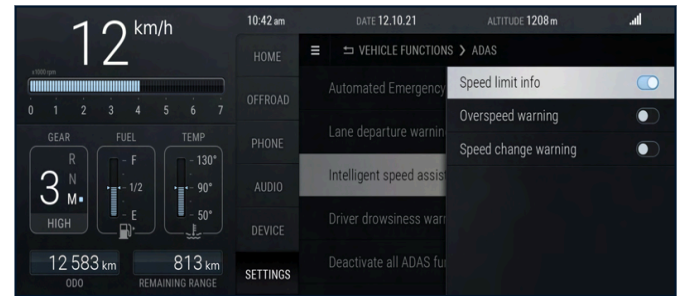 12 km/h
x1000 rpm
0 1 2 3 4 5 6 7
GEAR FUEL TEMP
R
3 N
M
HIGH
F
1/2
E
130°
90°
50°
12 583 km 813 km
ODO REMAINING RANGE
10:42 am DATE 12.10.21 ALTITUDE 1208 m
HOME
OFFROAD
PHONE
AUDIO
DEVICE
SETTINGS
VEHICLE FUNCTIONS > ADAS
Automated Emergency
Lane departure warnin
Intelligent speed assist
Driver drowsiness warn
Deactivate all ADAS fun
Speed limit info
Overspeed warning
Speed change warning